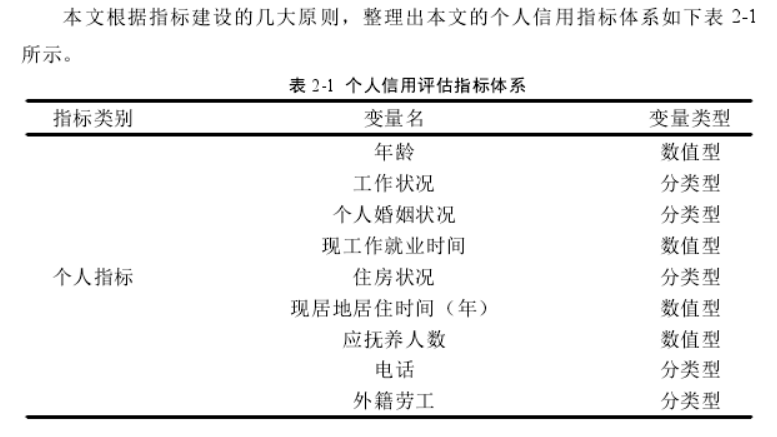 本文根据指标建设的几大原则，整理出本文的个人信用指标体系如下表 2-1
所示。
表 2-1 个人信用评估指标体系
指标类别 变量名 变量类型
年龄 数值型
工作状况 分类型
个人婚姻状况 分类型
现工作就业时间 数值型
个人指标 住房状况 分类型
现居地居住时间（年） 数值型
应抚养人数 数值型
电话 分类型
外籍劳工 分类型